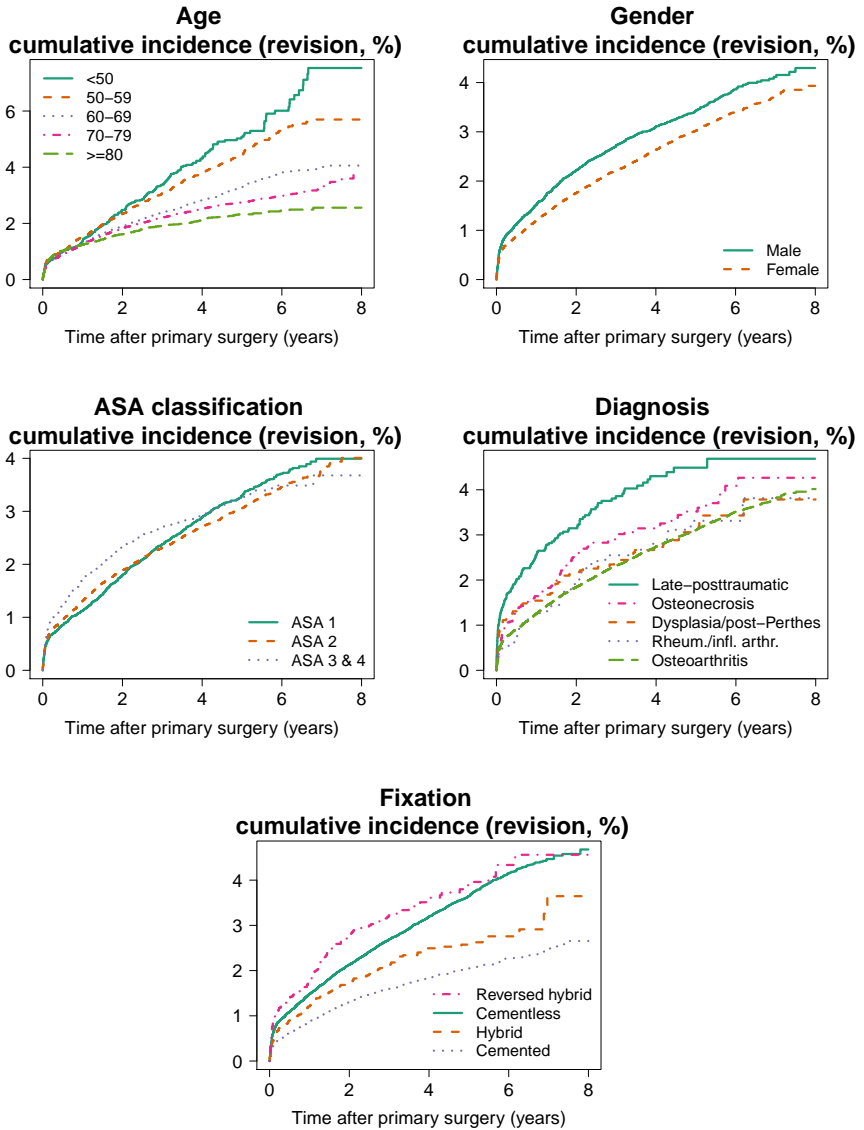 Age
cumulative incidence (revision, %)
<50
50−59
60−69
70−79
>=80
6
4
2
0
0 2 4 6 8
Time after primary surgery (years)
Gender
cumulative incidence (revision, %)
4
3
2
1
0
Male
Female
0 2 4 6 8
Time after primary surgery (years)
ASA classification
cumulative incidence (revision, %)
4
3
2
1
0
ASA 1
ASA 2
ASA 3 & 4
0 2 4 6 8
Time after primary surgery (years)
Diagnosis
cumulative incidence (revision, %)
4
3
2
1
0
Late−posttraumatic
Osteonecrosis
Dysplasia/post−Perthes
Rheum./infl. arthr.
Osteoarthritis
0 2 4 6 8
Time after primary surgery (years)
Fixation
cumulative incidence (revision, %)
4
3
2
1
0
Reversed hybrid
Cementless
Hybrid
Cemented
0 2 4 6 8
Time after primary surgery (years)